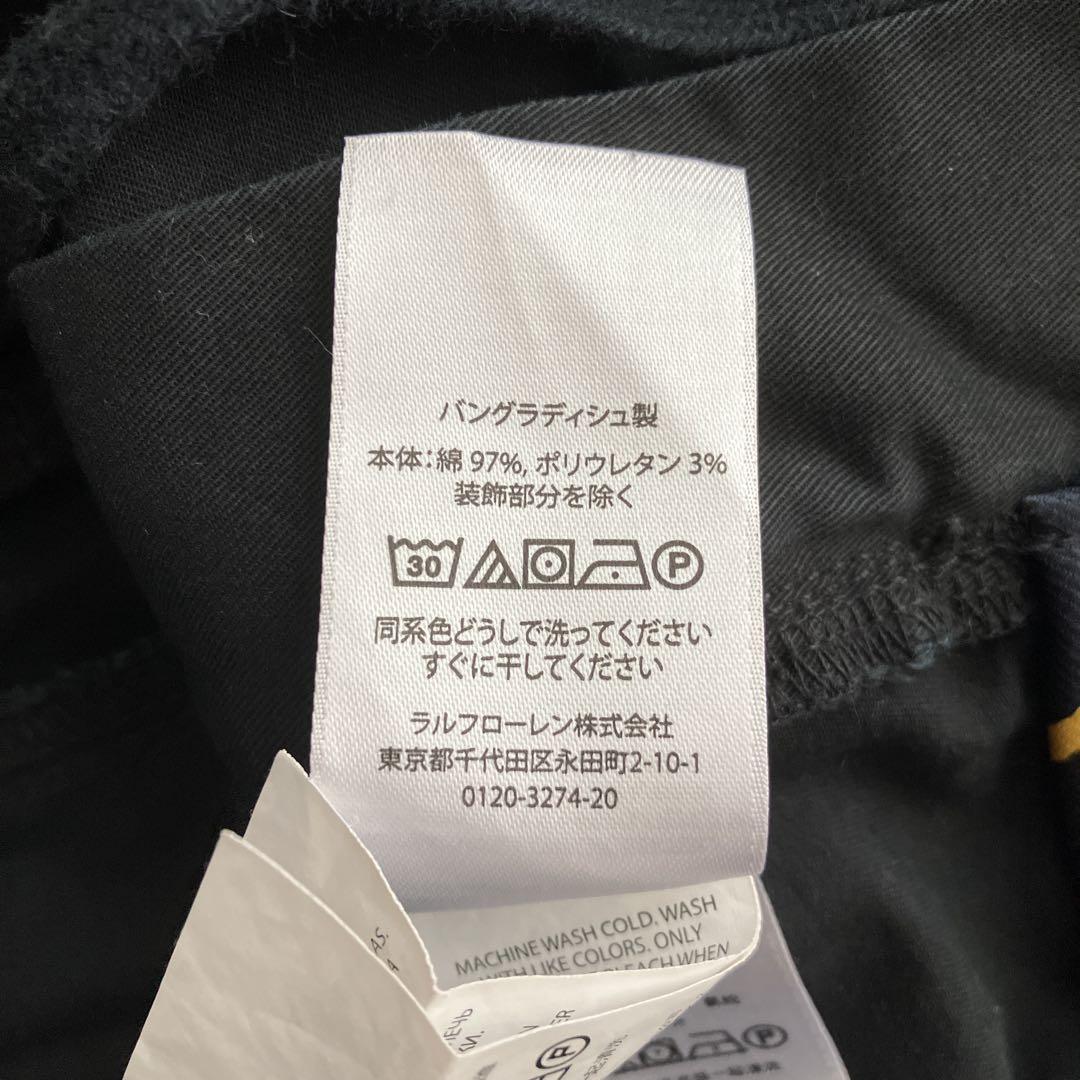 バングラディシュ製
本体：綿 97%, ポリウレタン 3%
装飾部分を除く
30 P
同系色どうしで洗ってください
すぐに干してください
ラルフローレン株式会社
東京都千代田区永田町2-10-1
0120-3274-20
MACHINE WASH COLD. WASH
WITH LIKE COLORS. ONLY
BLEACH WHEN
AS.
P